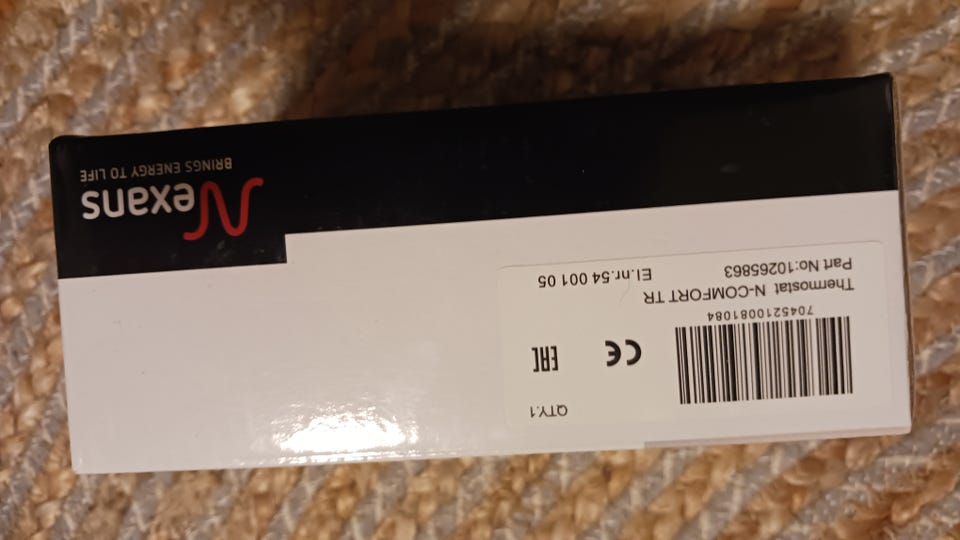 QTY.1
7045210081084
Thermostat N-COMFORT TR
Part No:10265863
El.nr.54 001 05
CE
EAC
Nexans
BRINGS ENERGY TO LIFE